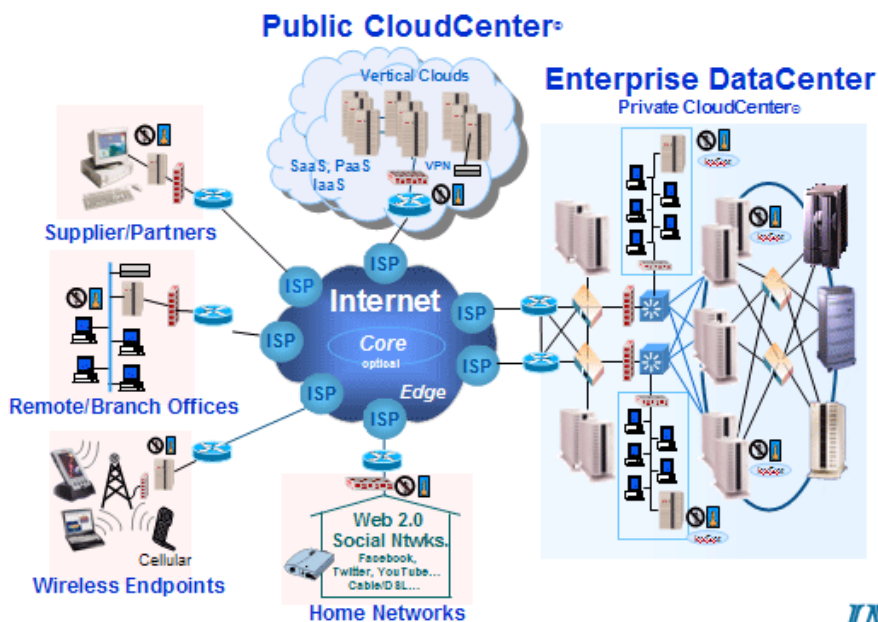 Public CloudCenter®
Vertical Clouds
SaaS, PaaS
IaaS
VPN
Enterprise DataCenter
Private CloudCenter®
Supplier/Partners
ISP
ISP
Internet
ISP
ISP
Core
optional
ISP
ISP
Edge
ISP
Remote/Branch Offices
Cellular
Wireless Endpoints
Web 2.0
Social Ntwks.
Facebook,
Twitter, YouTube...
Cable/DSL...
Home Networks